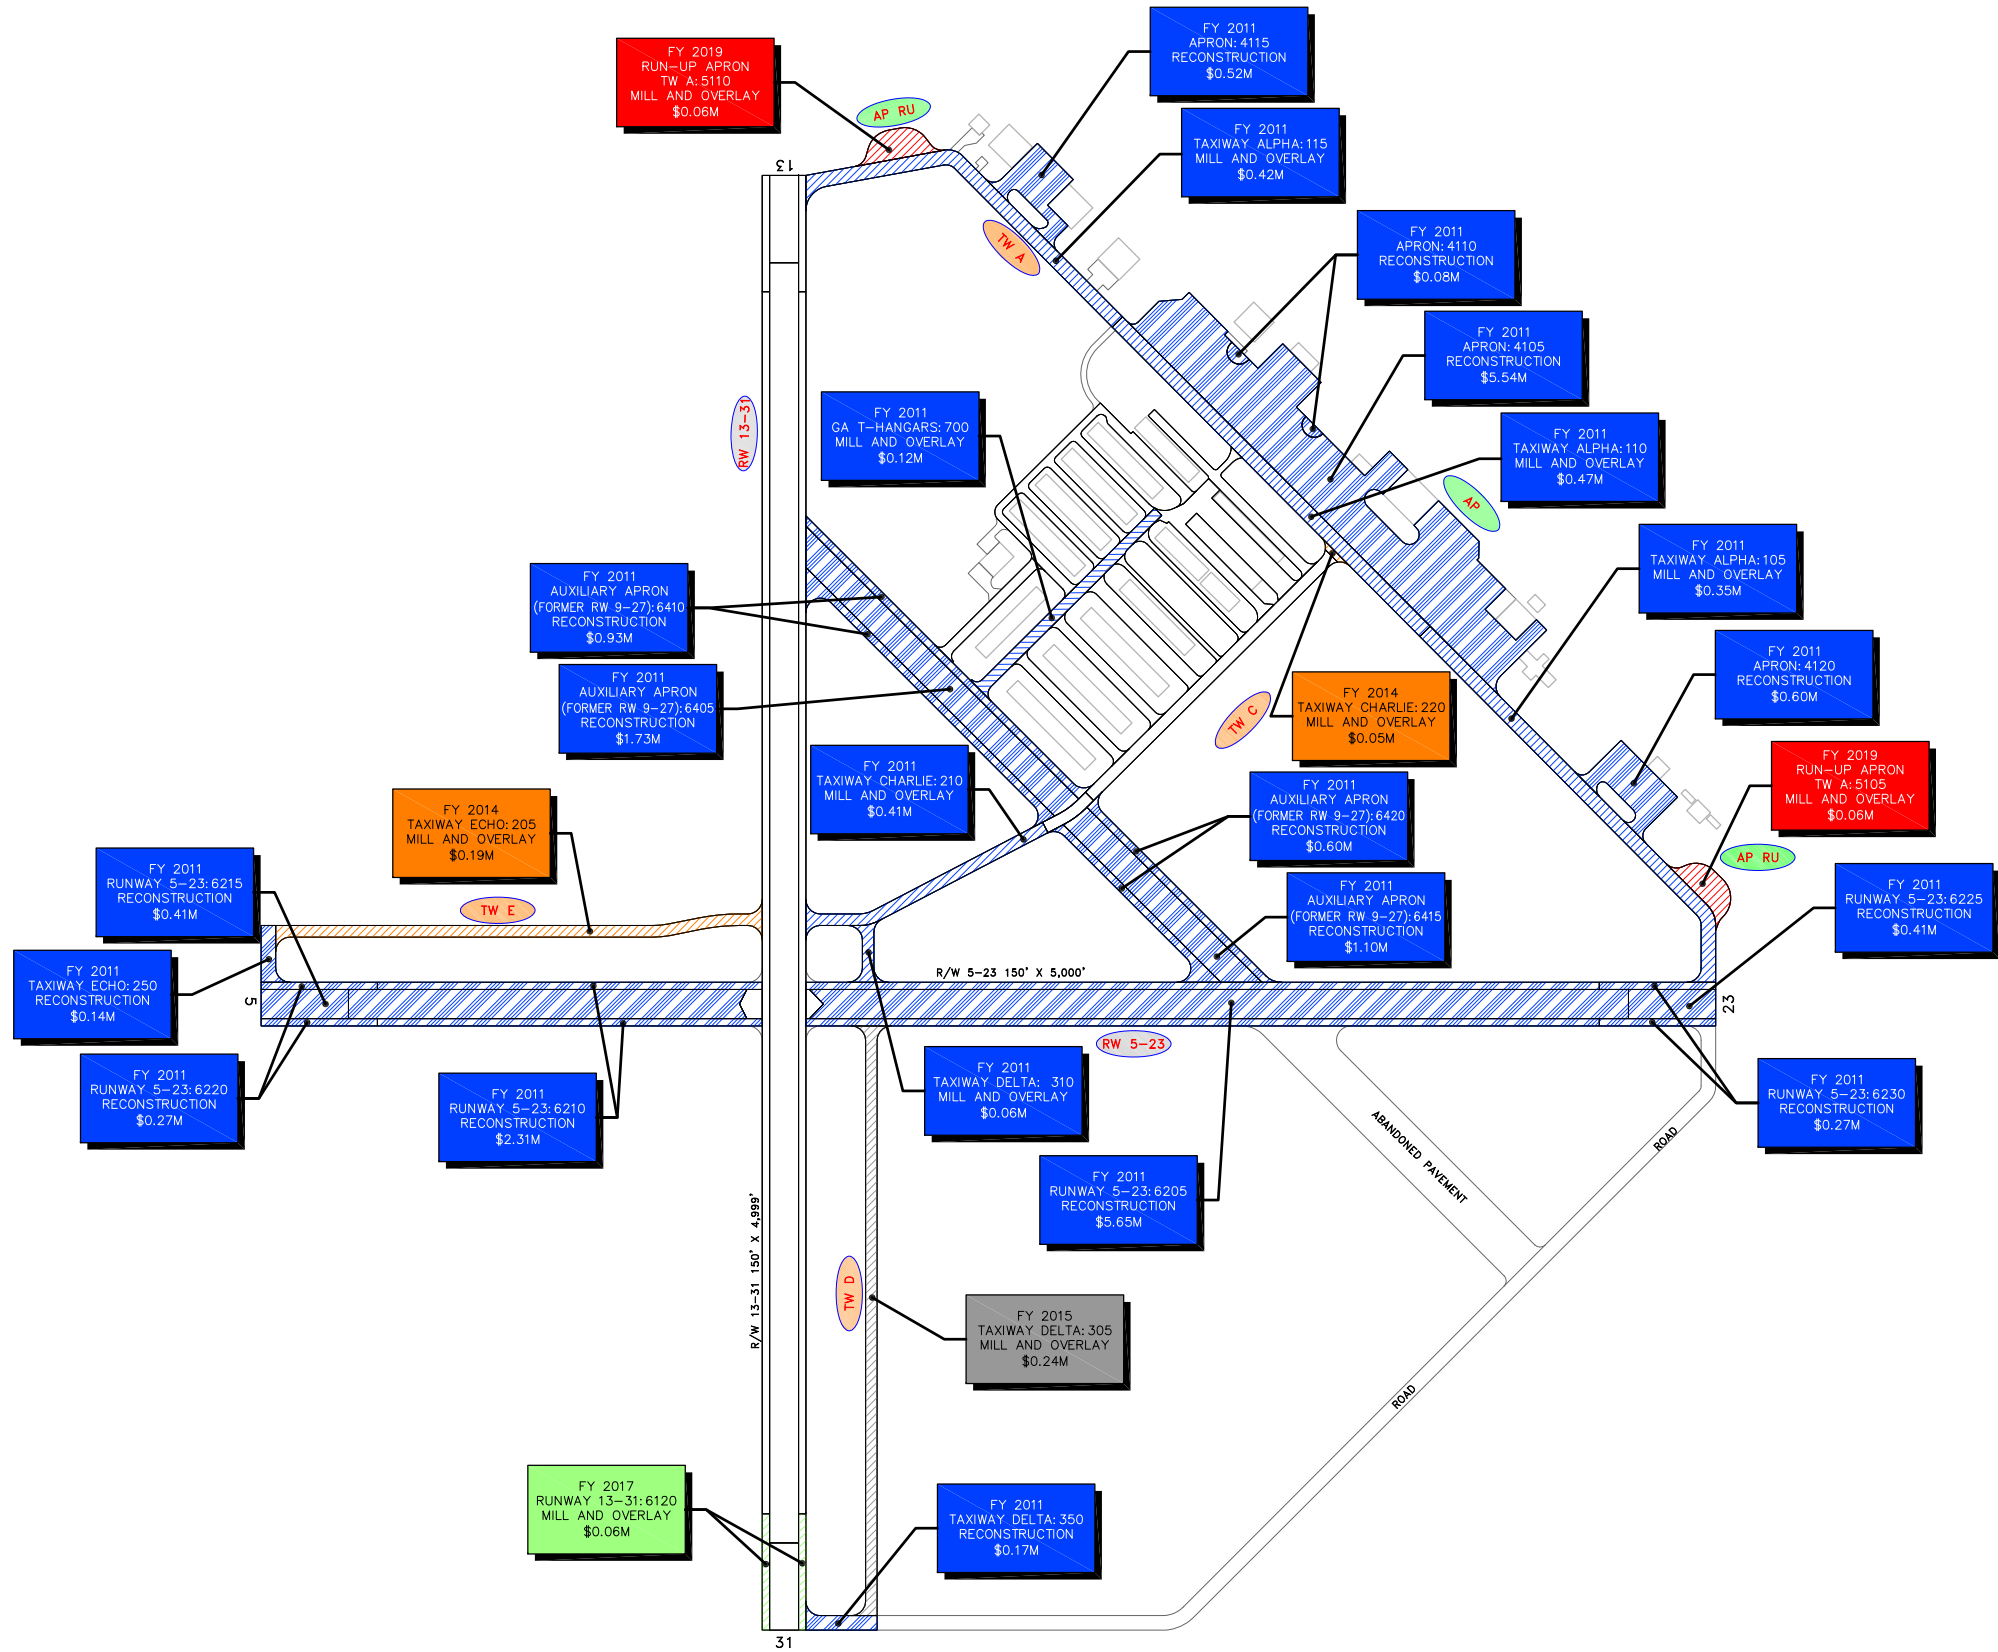 FY 2011
APRON: 4115
RECONSTRUCTION
$0.52M
FY 2019
RUN-UP APRON
TW A: 5110
MILL AND OVERLAY
$0.06M
AP RU
FY 2011
TAXIWAY ALPHA: 115
MILL AND OVERLAY
$0.42M
13
TW A
FY 2011
APRON: 4110
RECONSTRUCTION
$0.08M
FY 2011
APRON: 4105
RECONSTRUCTION
$5.54M
RW 13-31
FY 2011
GA T-HANGARS: 700
MILL AND OVERLAY
$0.12M
FY 2011
TAXIWAY ALPHA: 110
MILL AND OVERLAY
$0.47M
AP
FY 2011
TAXIWAY ALPHA: 105
MILL AND OVERLAY
$0.35M
FY 2011
AUXILIARY APRON
(FORMER RW 9-27): 6410
RECONSTRUCTION
$0.93M
FY 2011
APRON: 4120
RECONSTRUCTION
$0.60M
FY 2011
AUXILIARY APRON
(FORMER RW 9-27): 6405
RECONSTRUCTION
$1.73M
TW C
FY 2014
TAXIWAY CHARLIE: 220
MILL AND OVERLAY
$0.05M
FY 2011
TAXIWAY CHARLIE: 210
MILL AND OVERLAY
$0.41M
FY 2019
RUN-UP APRON
TW A: 5105
MILL AND OVERLAY
$0.06M
FY 2011
AUXILIARY APRON
(FORMER RW 9-27): 6420
RECONSTRUCTION
$0.60M
FY 2014
TAXIWAY ECHO: 205
MILL AND OVERLAY
$0.19M
AP RU
FY 2011
RUNWAY 5-23: 6215
RECONSTRUCTION
$0.41M
TW E
FY 2011
AUXILIARY APRON
(FORMER RW 9-27): 6415
RECONSTRUCTION
$1.10M
FY 2011
RUNWAY 5-23: 6225
RECONSTRUCTION
$0.41M
FY 2011
TAXIWAY ECHO: 250
RECONSTRUCTION
$0.14M
R/W 5-23 150' X 5,000'
5
23
RW 5-23
FY 2011
RUNWAY 5-23: 6220
RECONSTRUCTION
$0.27M
FY 2011
RUNWAY 5-23: 6210
RECONSTRUCTION
$2.31M
FY 2011
TAXIWAY DELTA: 310
MILL AND OVERLAY
$0.06M
FY 2011
RUNWAY 5-23: 6230
RECONSTRUCTION
$0.27M
ABANDONED PAVEMENT
ROAD
FY 2011
RUNWAY 5-23: 6205
RECONSTRUCTION
$5.65M
R/W 13-31 150' X 4,999'
TW D
FY 2015
TAXIWAY DELTA: 305
MILL AND OVERLAY
$0.24M
ROAD
FY 2017
RUNWAY 13-31: 6120
MILL AND OVERLAY
$0.06M
FY 2011
TAXIWAY DELTA: 350
RECONSTRUCTION
$0.17M
31